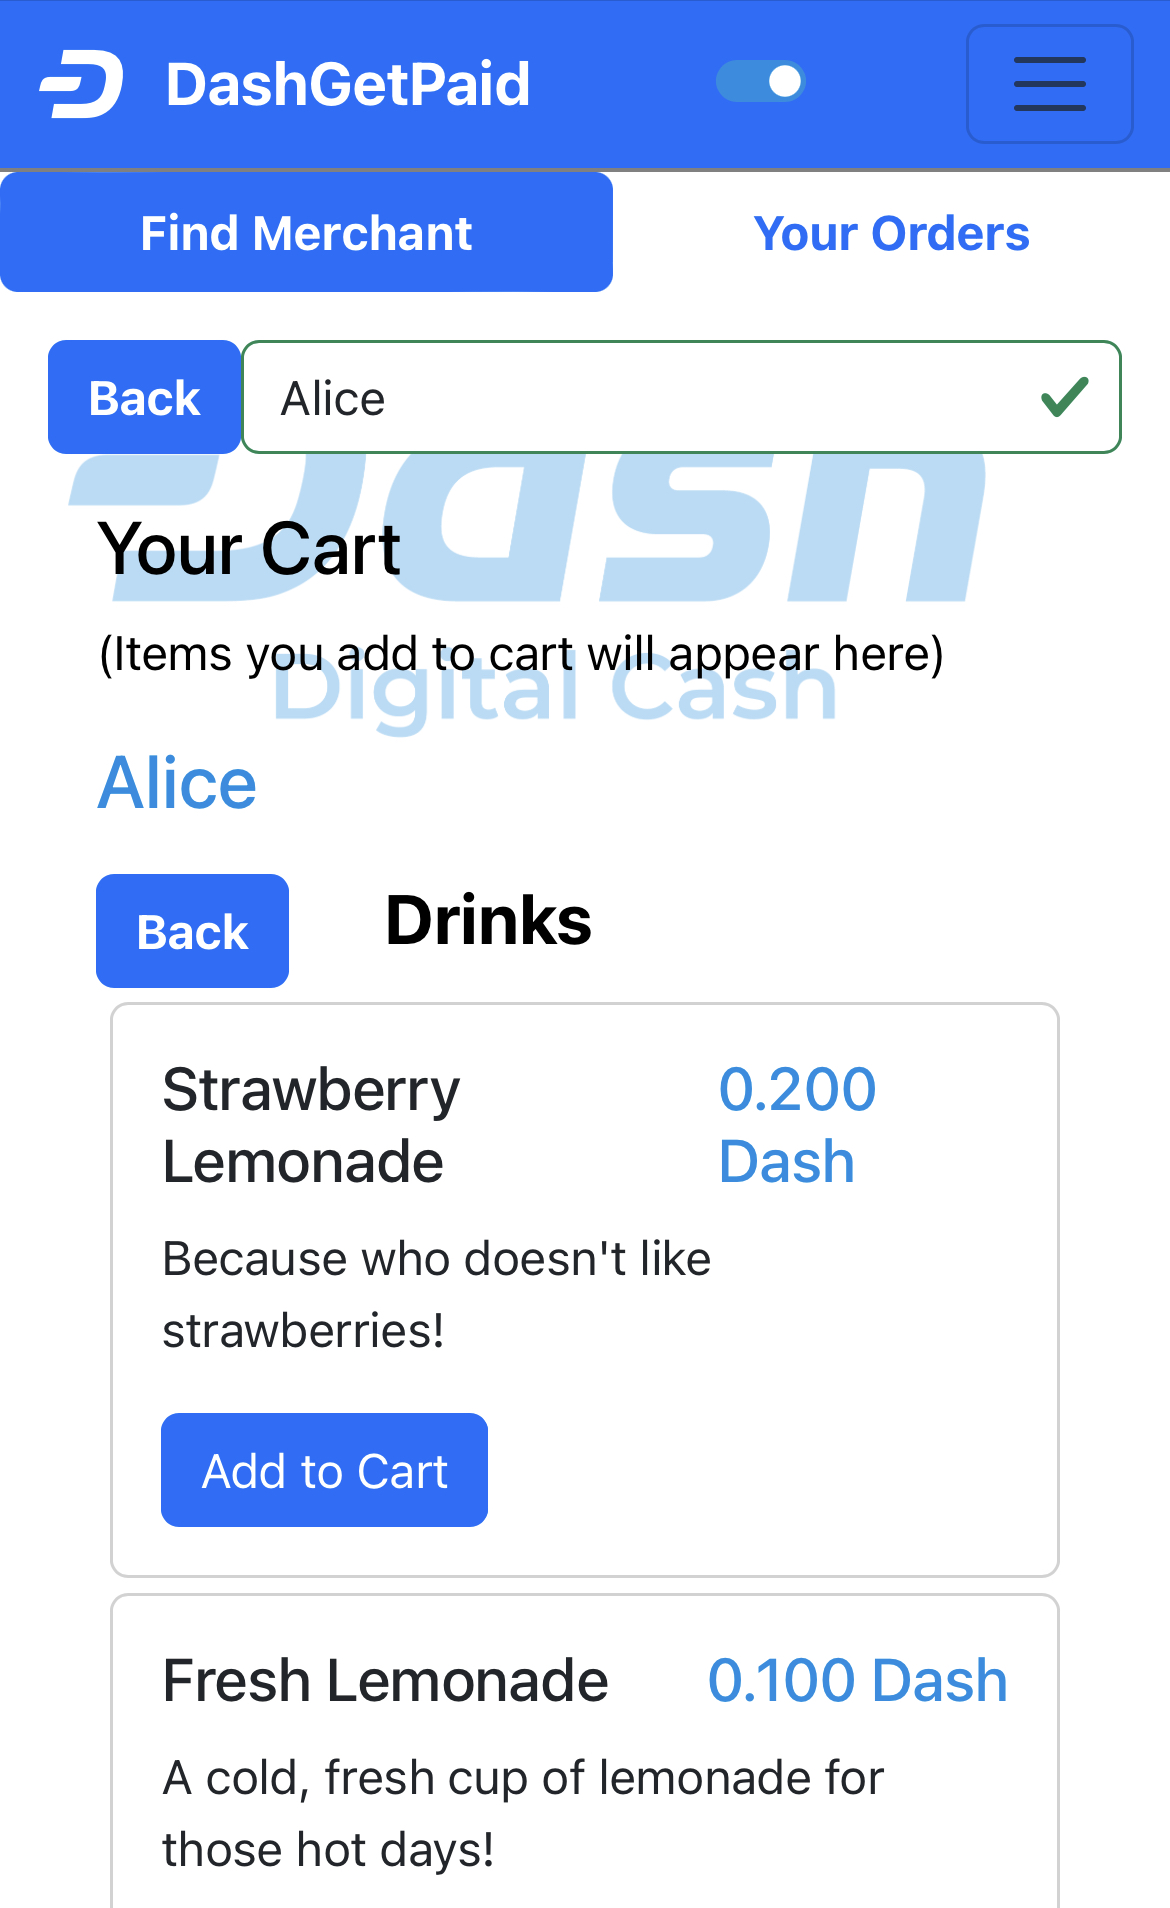 DashGetPaid
Find Merchant
Your Orders
Back
Alice
Dash
Your Cart
(Items you add to cart will appear here)
Digital Cash
Alice
Back
Drinks
Strawberry
Lemonade
0.200
Dash
Because who doesn't like
strawberries!
Add to Cart
Fresh Lemonade
0.100 Dash
A cold, fresh cup of lemonade for
those hot days!